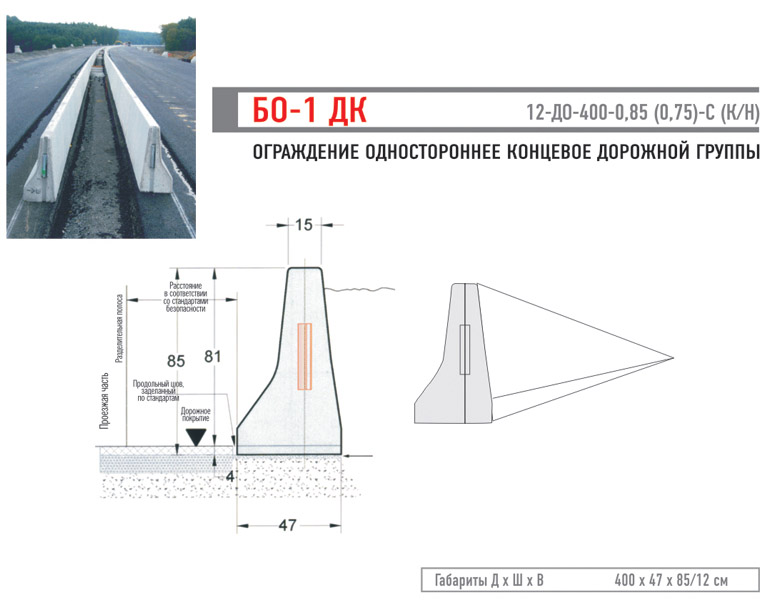 БО-1 ДК
12-ДО-400-0,85 (0,75)-С (К/Н)
ОГРАЖДЕНИЕ ОДНОСТОРОННЕЕ КОНЦЕВОЕ ДОРОЖНОЙ ГРУППЫ
15
Расстояние
в соответствии
со стандартами
безопасности
Разделительная полоса
85
81
Продольный шов,
заделанный
по стандартам
Проезжая часть
Дорожное
покрытие
4
47
Габариты Д x Ш x В
400 x 47 x 85/12 см